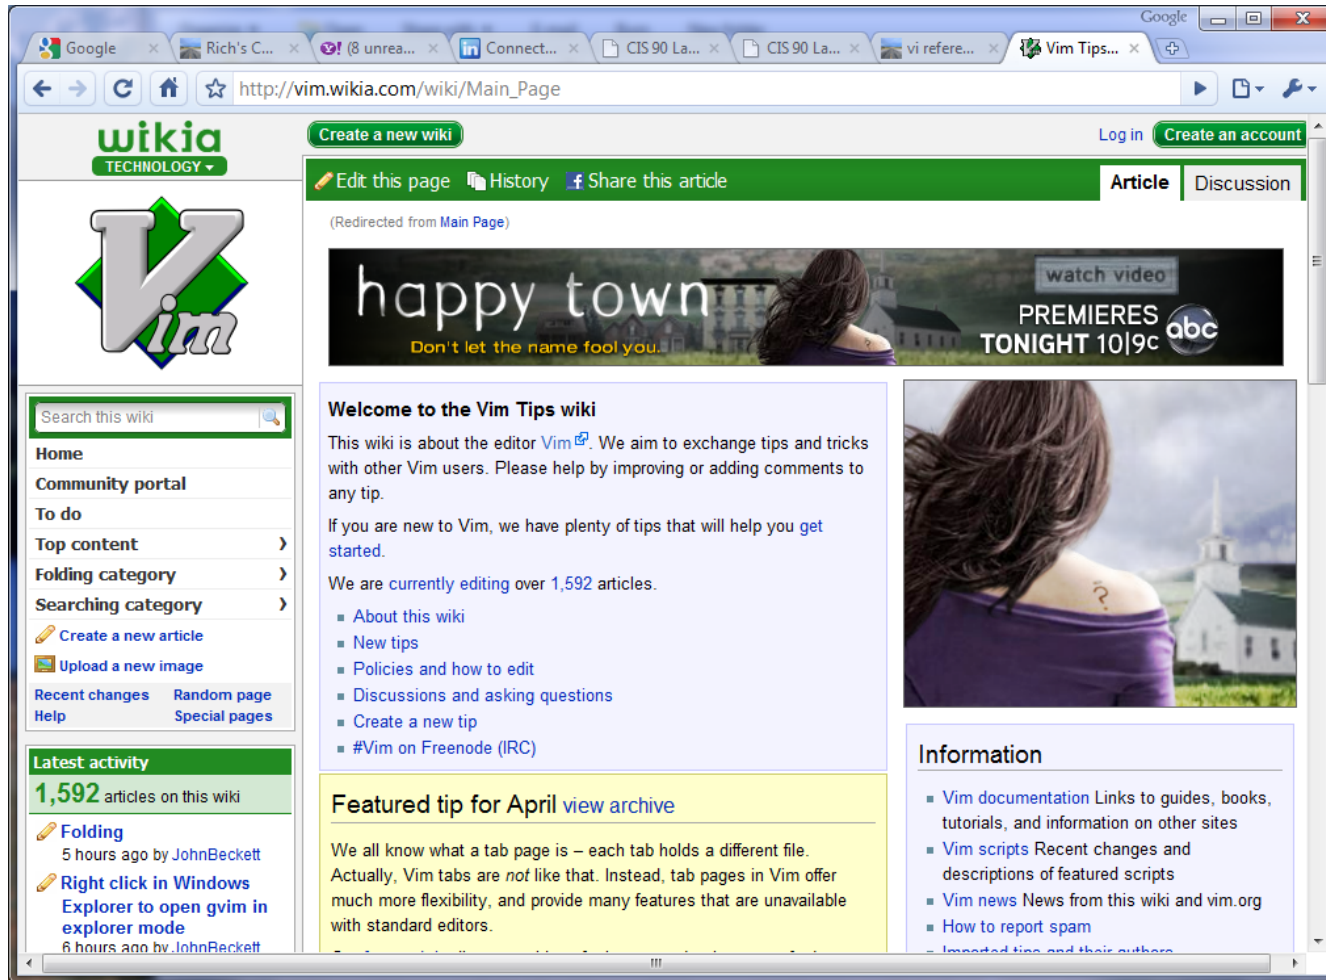 Google
Google
Rich's C...
(8 unrea...
Connect...
CIS 90 La...
CIS 90 La...
vi refere...
Vim Tips...
http://vim.wikia.com/wiki/Main_Page
wikia
TECHNOLOGY
Create a new wiki
Log in
Create an account
Edit this page
History
Share this article
Article
Discussion
(Redirected from Main Page)
Vim
happy town
Don't let the name fool you.
watch video
PREMIERES
TONIGHT 10|9c
abc
Search this wiki
Home
Community portal
To do
Top content
Folding category
Searching category
Create a new article
Upload a new image
Recent changes Random page
Help Special pages
Latest activity
1,592 articles on this wiki
Folding
5 hours ago by JohnBeckett
Right click in Windows
Explorer to open gvim in
explorer mode
6 hours ago by JohnBeckett
Welcome to the Vim Tips wiki
This wiki is about the editor Vim. We aim to exchange tips and tricks
with other Vim users. Please help by improving or adding comments to
any tip.
If you are new to Vim, we have plenty of tips that will help you get
started.
We are currently editing over 1,592 articles.
About this wiki
New tips
Policies and how to edit
Discussions and asking questions
Create a new tip
#Vim on Freenode (IRC)
Featured tip for April view archive
We all know what a tab page is – each tab holds a different file.
Actually, Vim tabs are not like that. Instead, tab pages in Vim offer
much more flexibility, and provide many features that are unavailable
with standard editors.
?
Information
Vim documentation Links to guides, books,
tutorials, and information on other sites
Vim scripts Recent changes and
descriptions of featured scripts
Vim news News from this wiki and vim.org
How to report spam
Imported tips and their authors